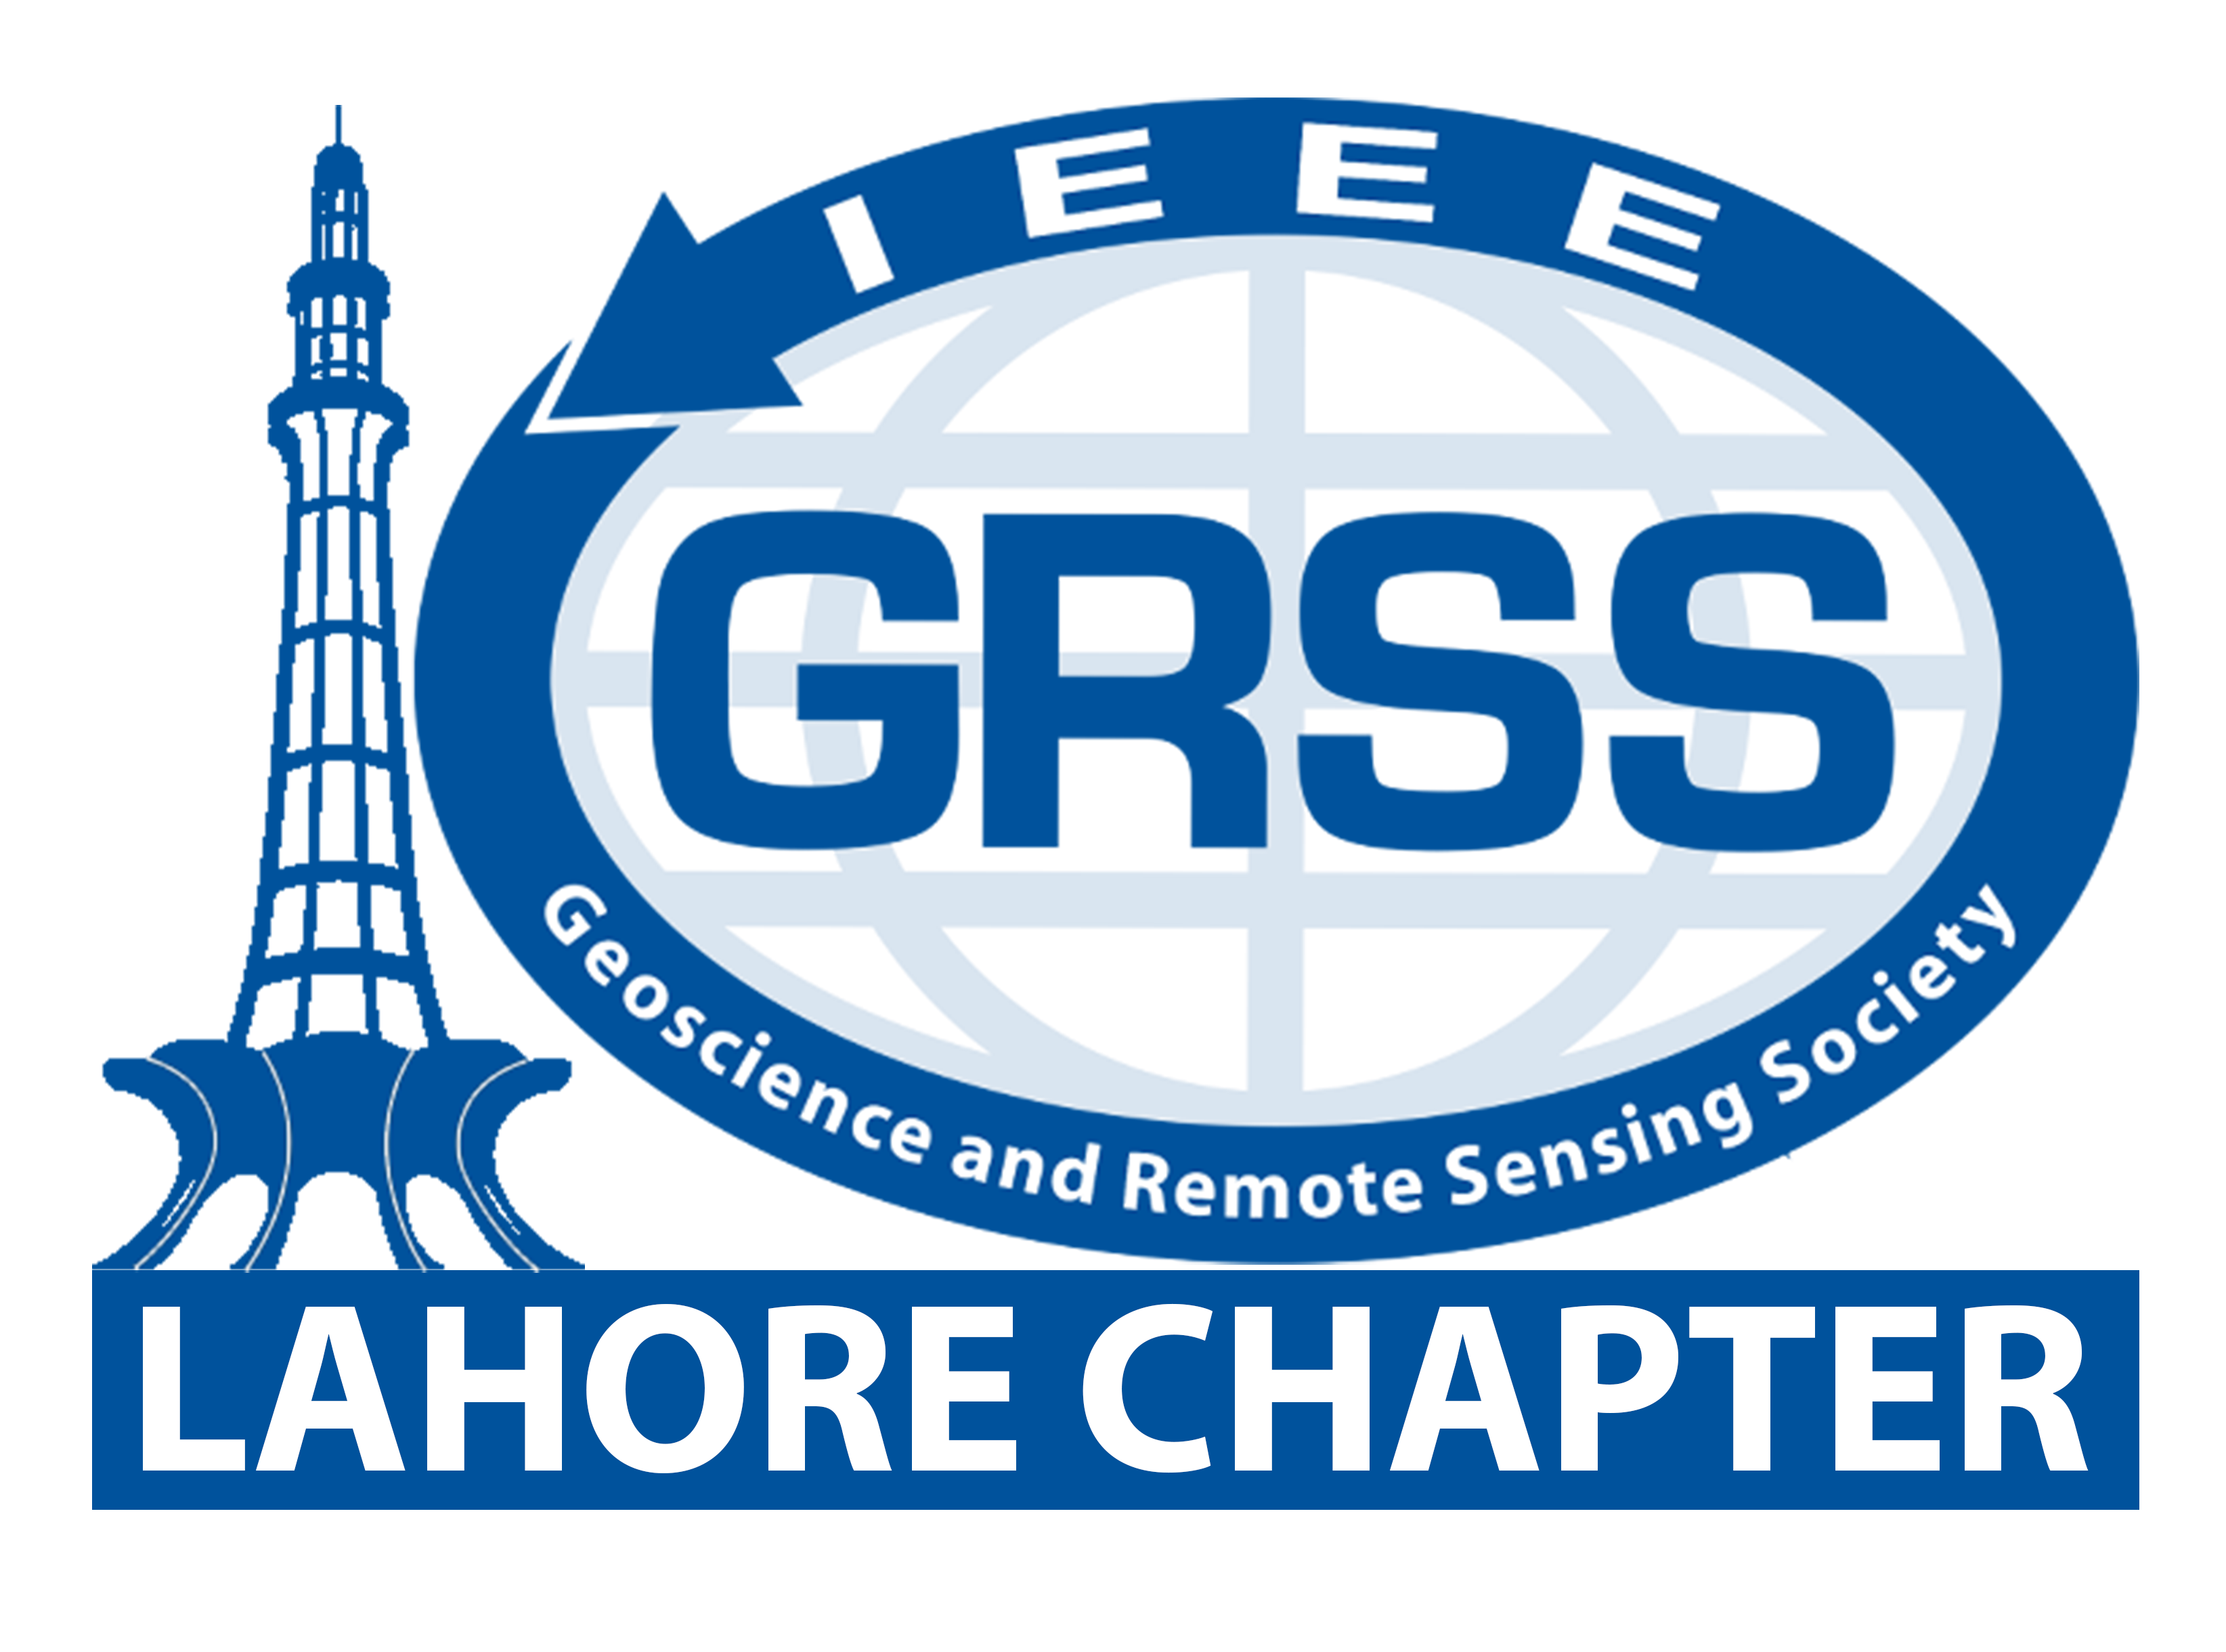 IEEE
GRSS
Geoscience and Remote Sensing Society
LAHORE CHAPTER